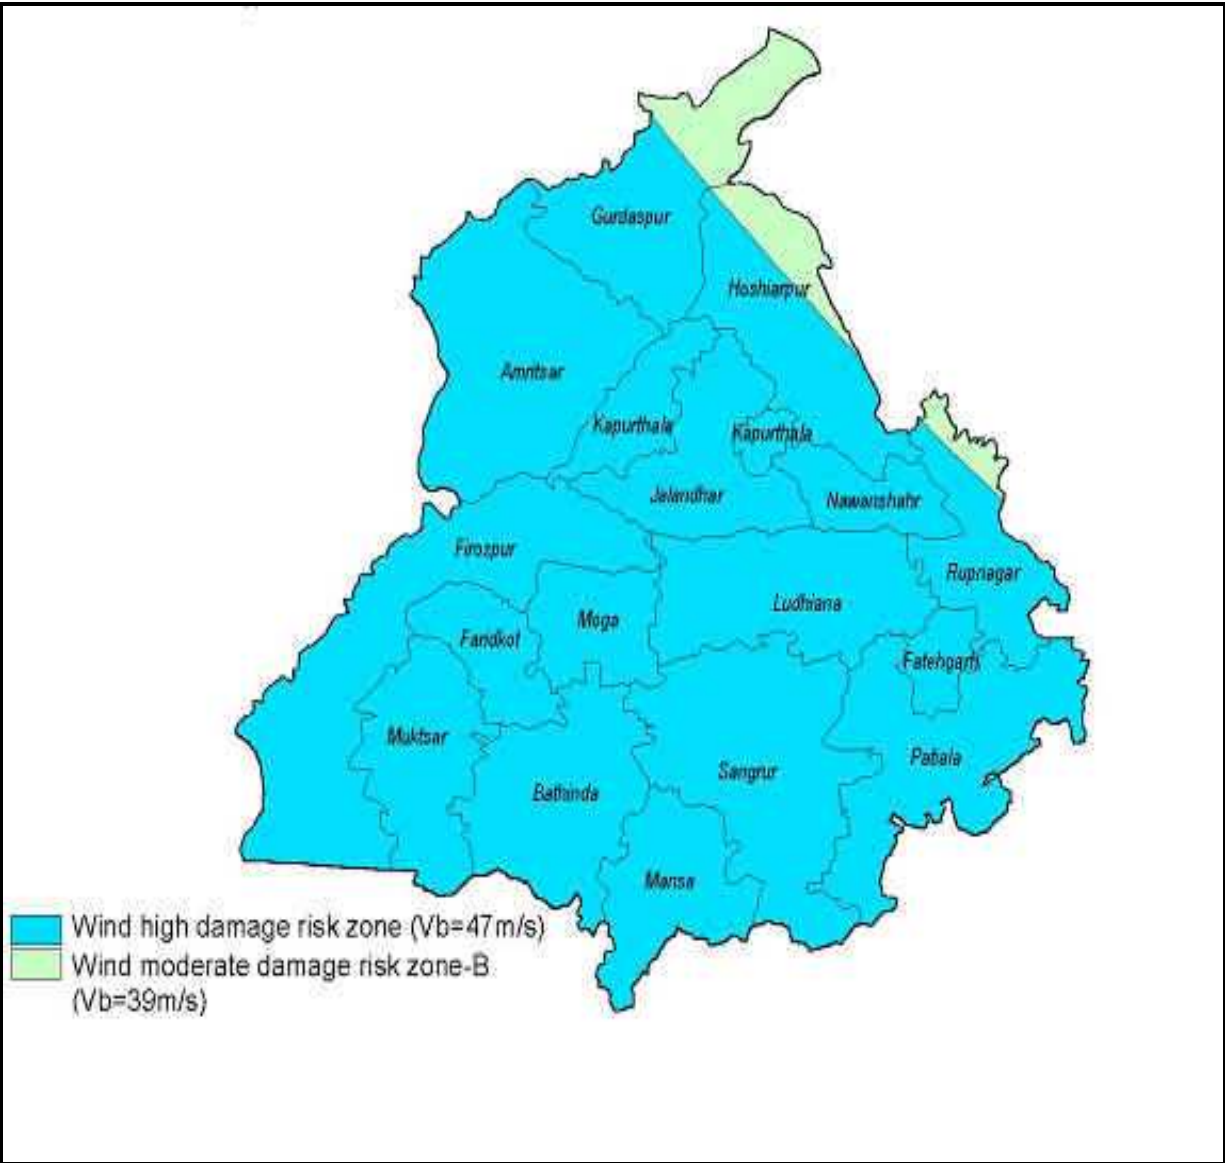 Gurdaspur
Hoshiarpur
Amritsar
Kapurthala
Kapurthala
Jalandhar
Nawanshahr
Firozpur
Rupnagar
Ludhiana
Moga
Faridkot
Fatehgarh
Muktsar
Patiala
Sangrur
Bathinda
Mansa
Wind high damage risk zone (Vb=47m/s)
Wind moderate damage risk zone-B
(Vb=39m/s)